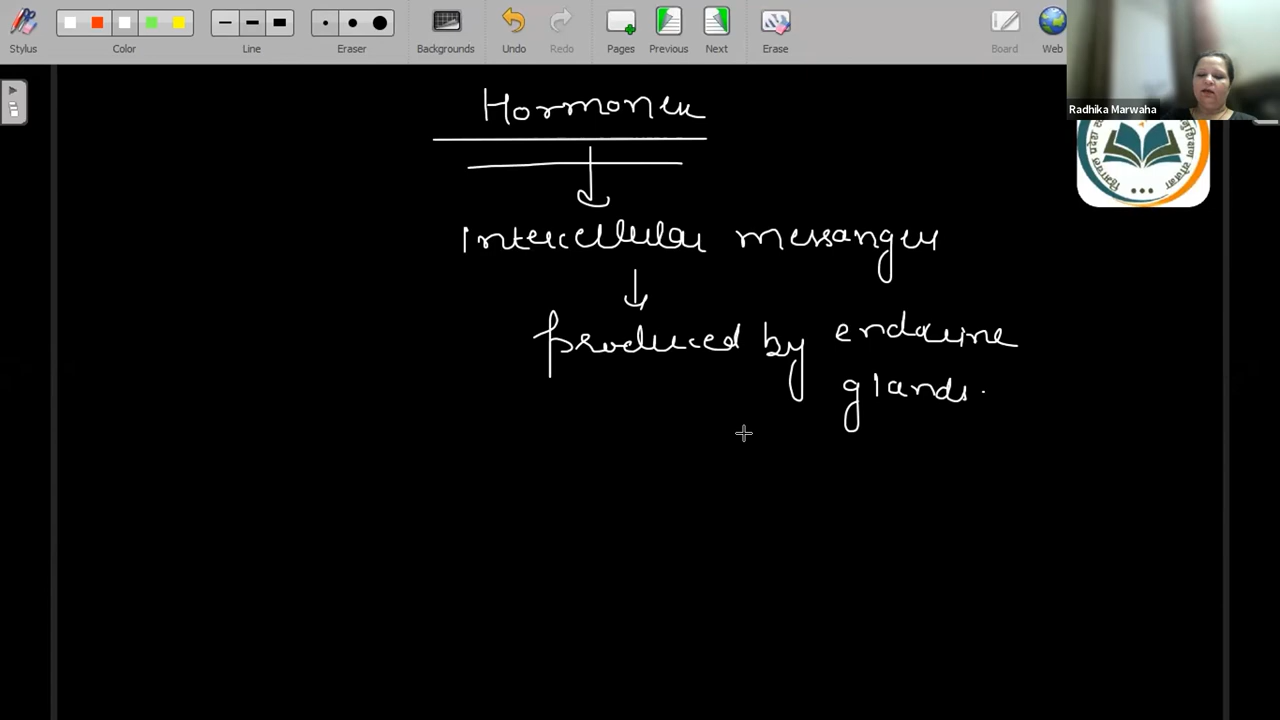 Stylus
Color
Line
Eraser
Backgrounds
Undo
Redo
Pages
Previous
Next
Erase
Board
Web
Radhika Marwaha
Hormones
Intercellular messanger
produced by endocrine
glands.